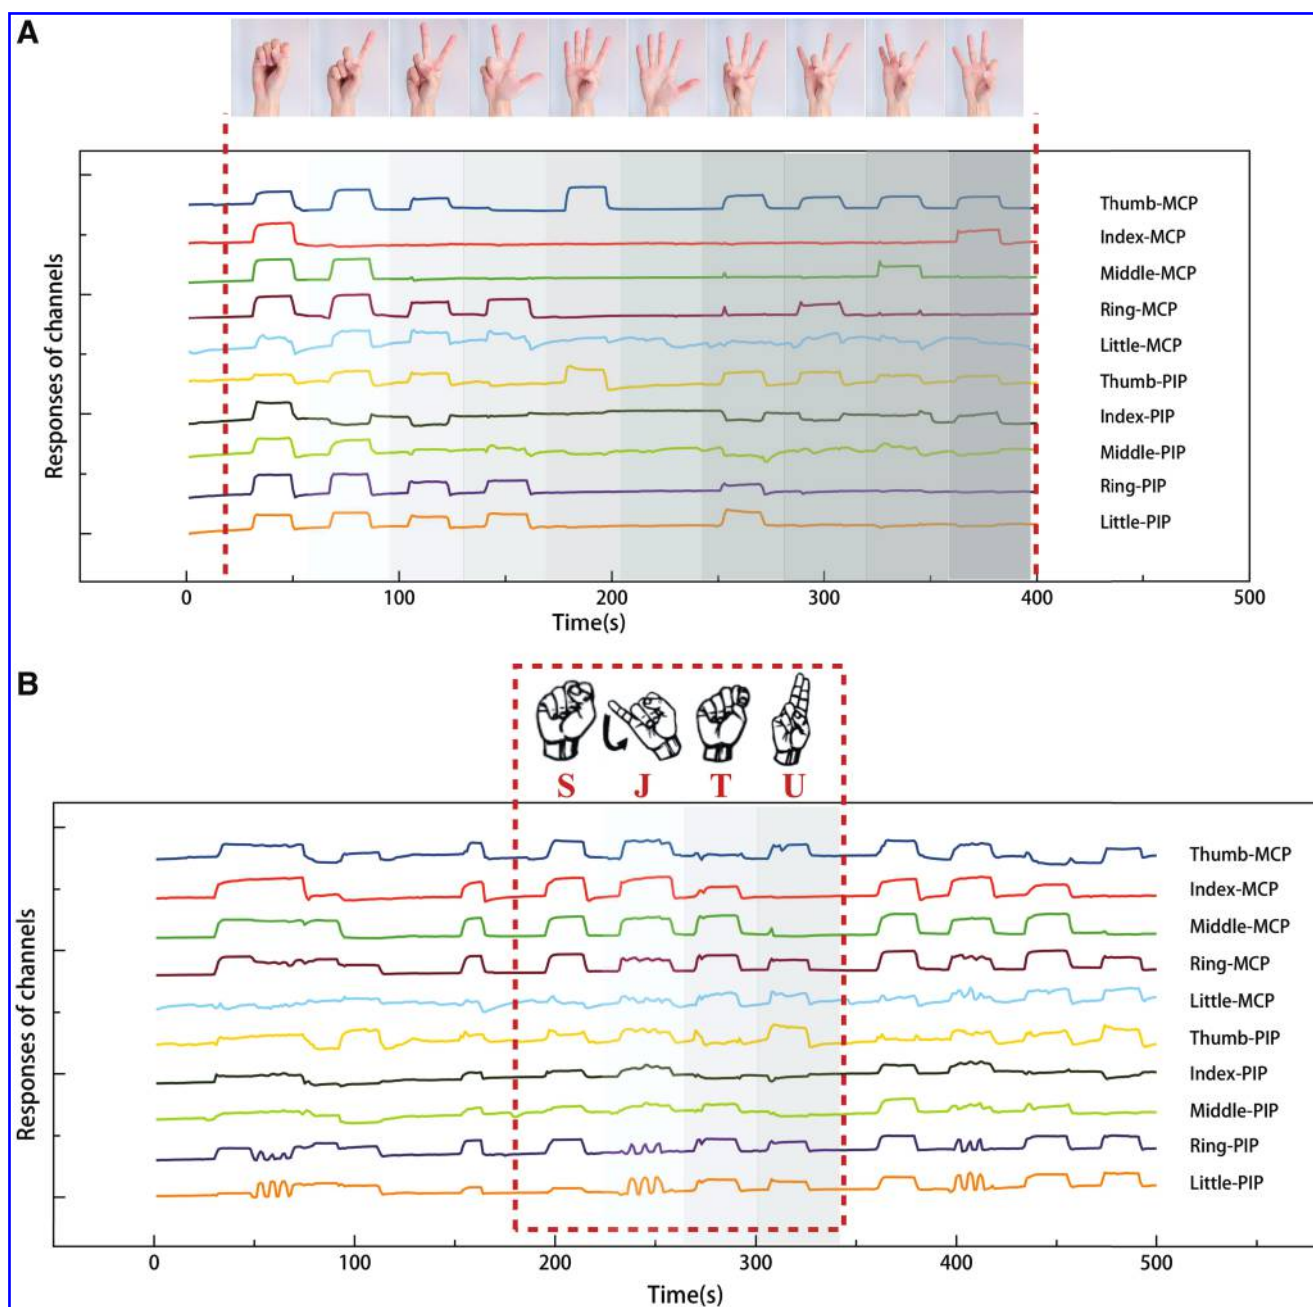 A
Responses of channels
Thumb-MCP
Index-MCP
Middle-MCP
Ring-MCP
Little-MCP
Thumb-PIP
Index-PIP
Middle-PIP
Ring-PIP
Little-PIP
0 100 200 300 400 500
Time(s)
B
S J T U
Responses of channels
Thumb-MCP
Index-MCP
Middle-MCP
Ring-MCP
Little-MCP
Thumb-PIP
Index-PIP
Middle-PIP
Ring-PIP
Little-PIP
0 100 200 300 400 500
Time(s)